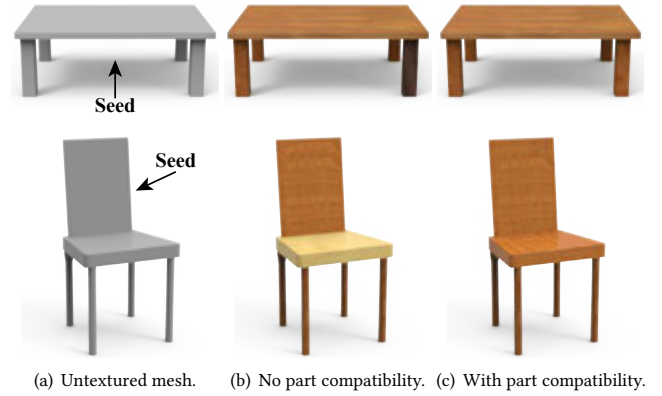 Seed
Seed
(a) Untextured mesh.
(b) No part compatibility.
(c) With part compatibility.